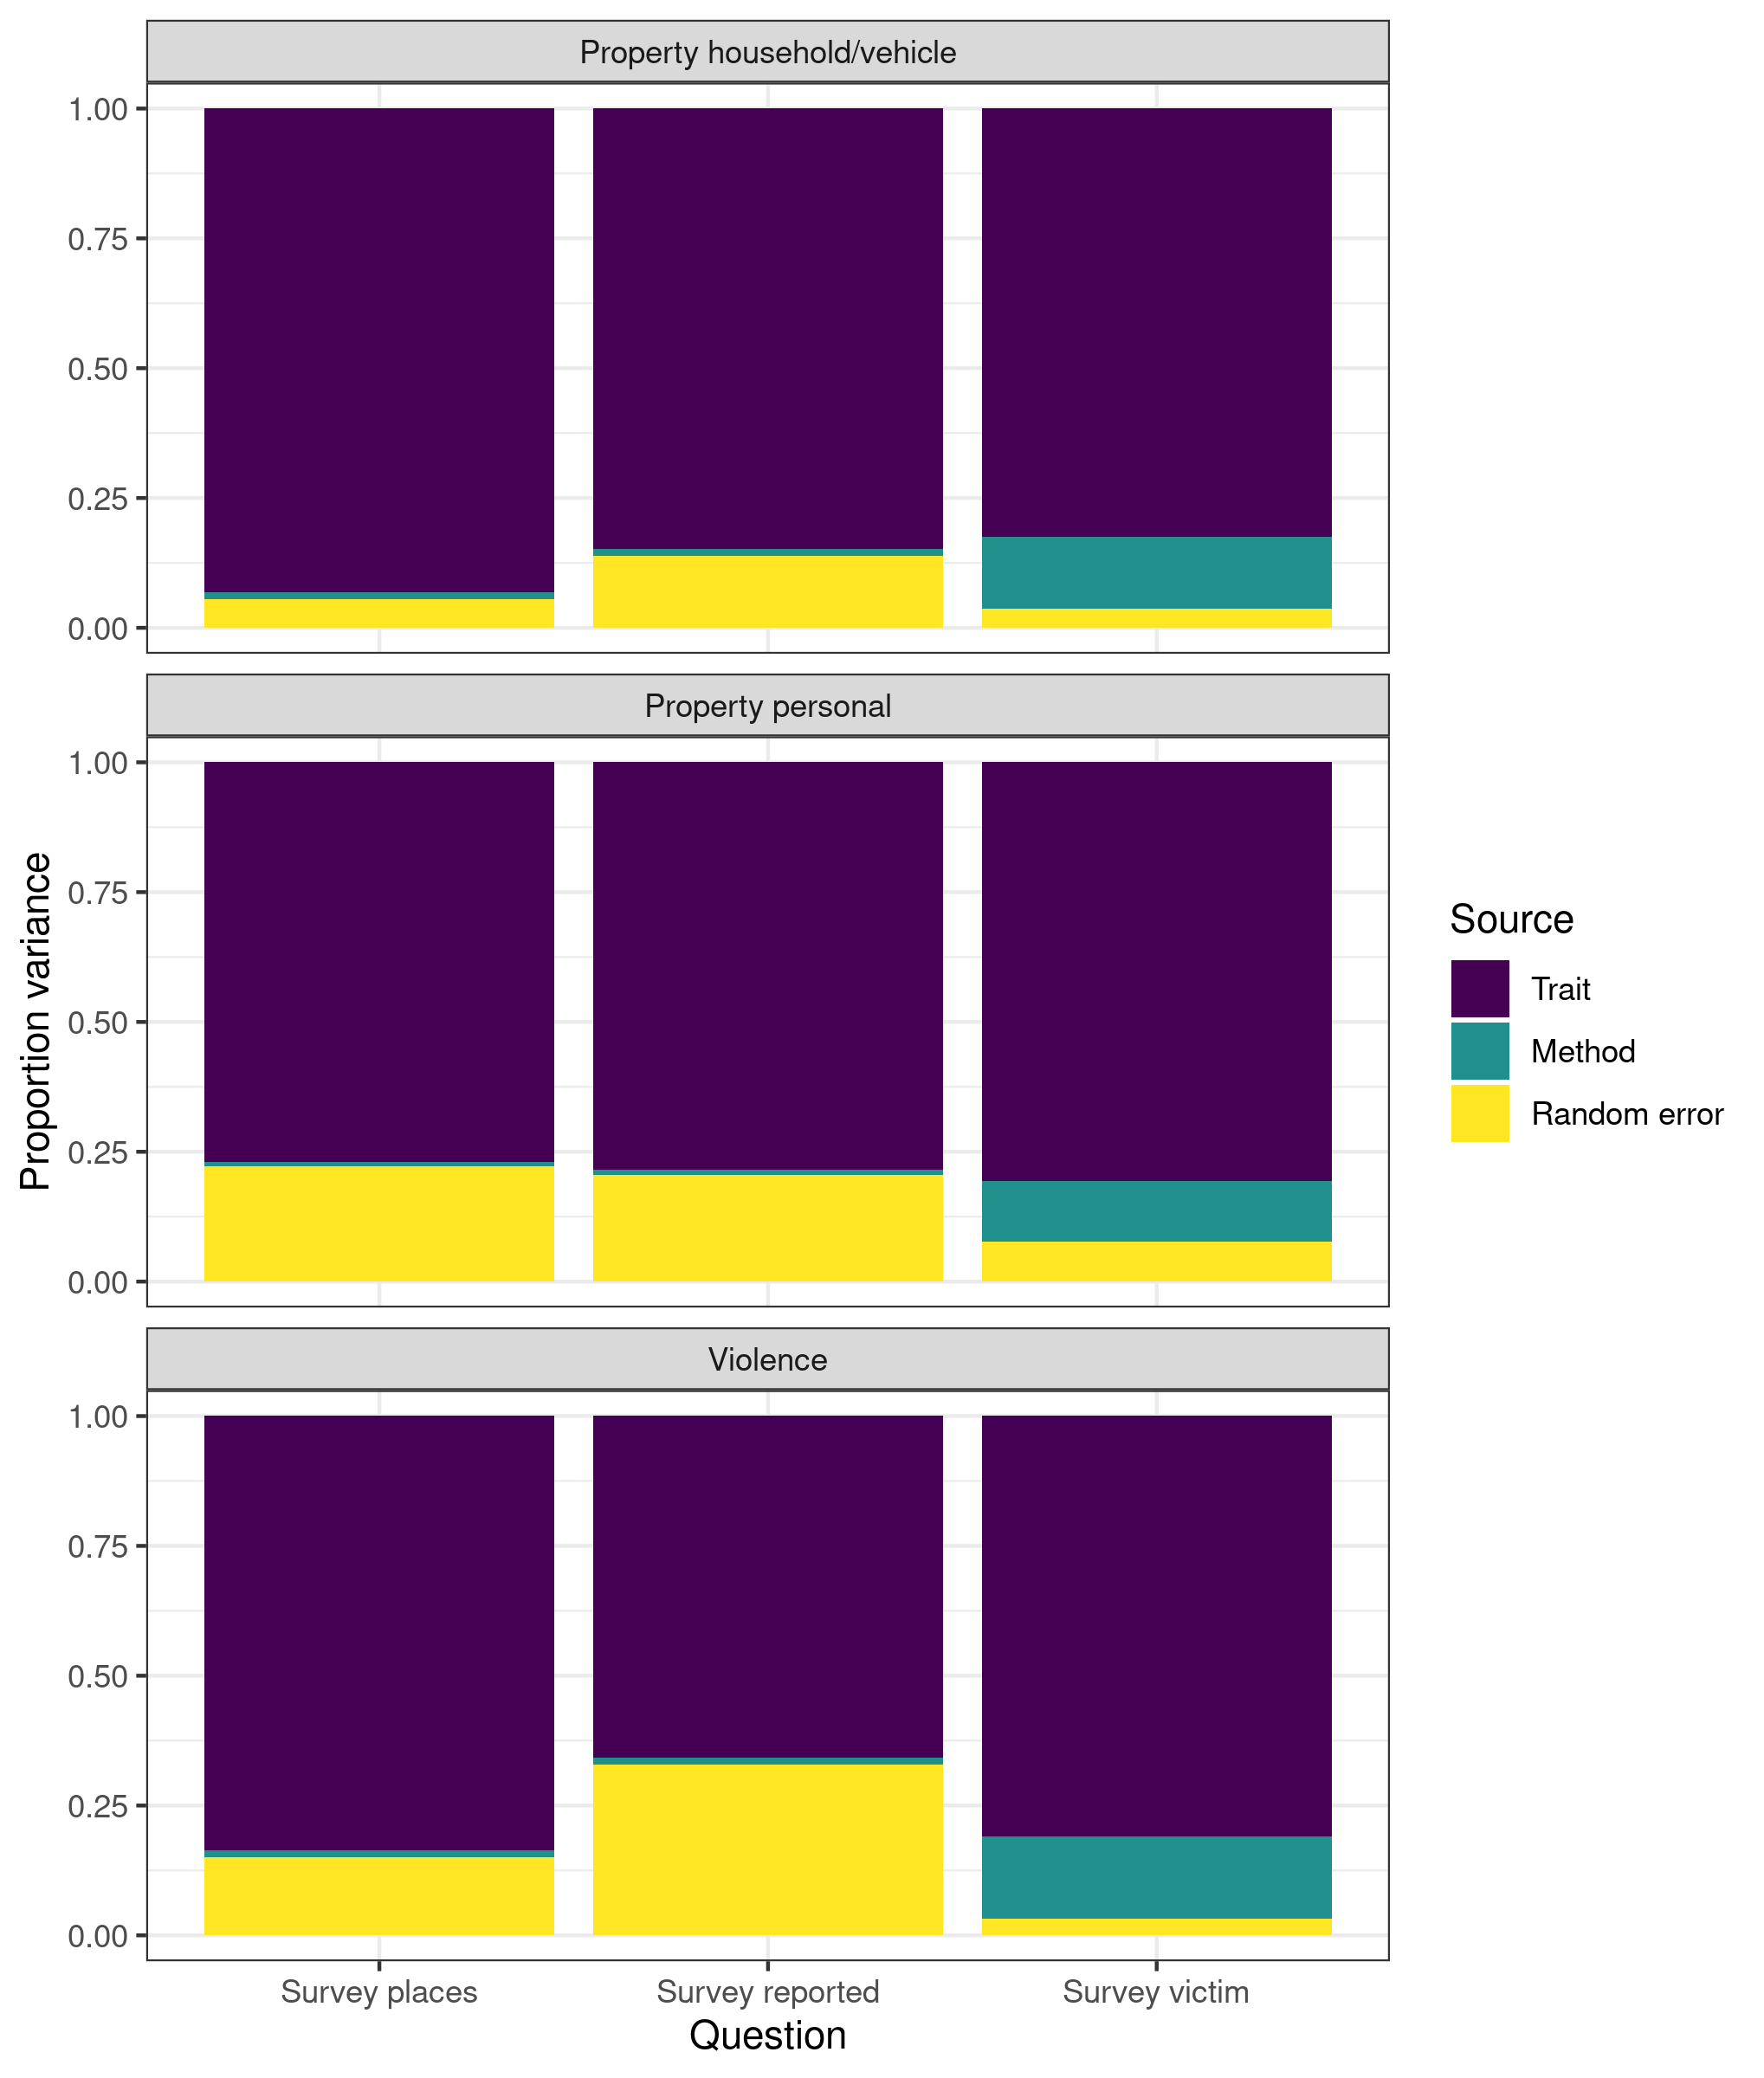 Property household/vehicle
1.00
0.75
0.50
0.25
0.00
Property personal
1.00
0.75
0.50
0.25
0.00
Violence
1.00
0.75
0.50
0.25
0.00
Survey places
Survey reported
Survey victim
Question
Proportion variance
Source
Trait
Method
Random error